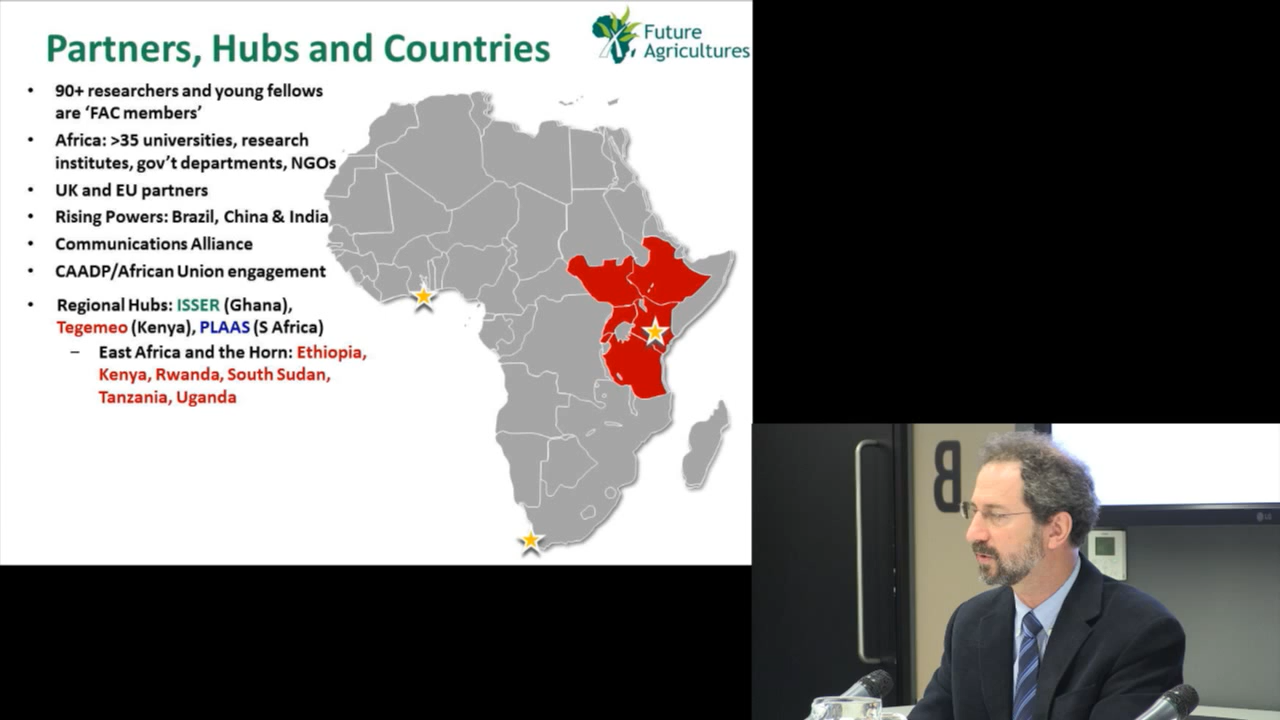 Partners, Hubs and Countries
Future
Agricultures
• 90+ researchers and young fellows
are ‘FAC members’
• Africa: >35 universities, research
institutes, gov’t departments, NGOs
• UK and EU partners
• Rising Powers: Brazil, China & India
• Communications Alliance
• CAADP/African Union engagement
• Regional Hubs: ISSER (Ghana),
Tegemeo (Kenya), PLAAS (S Africa)
– East Africa and the Horn: Ethiopia,
Kenya, Rwanda, South Sudan,
Tanzania, Uganda
B
LG